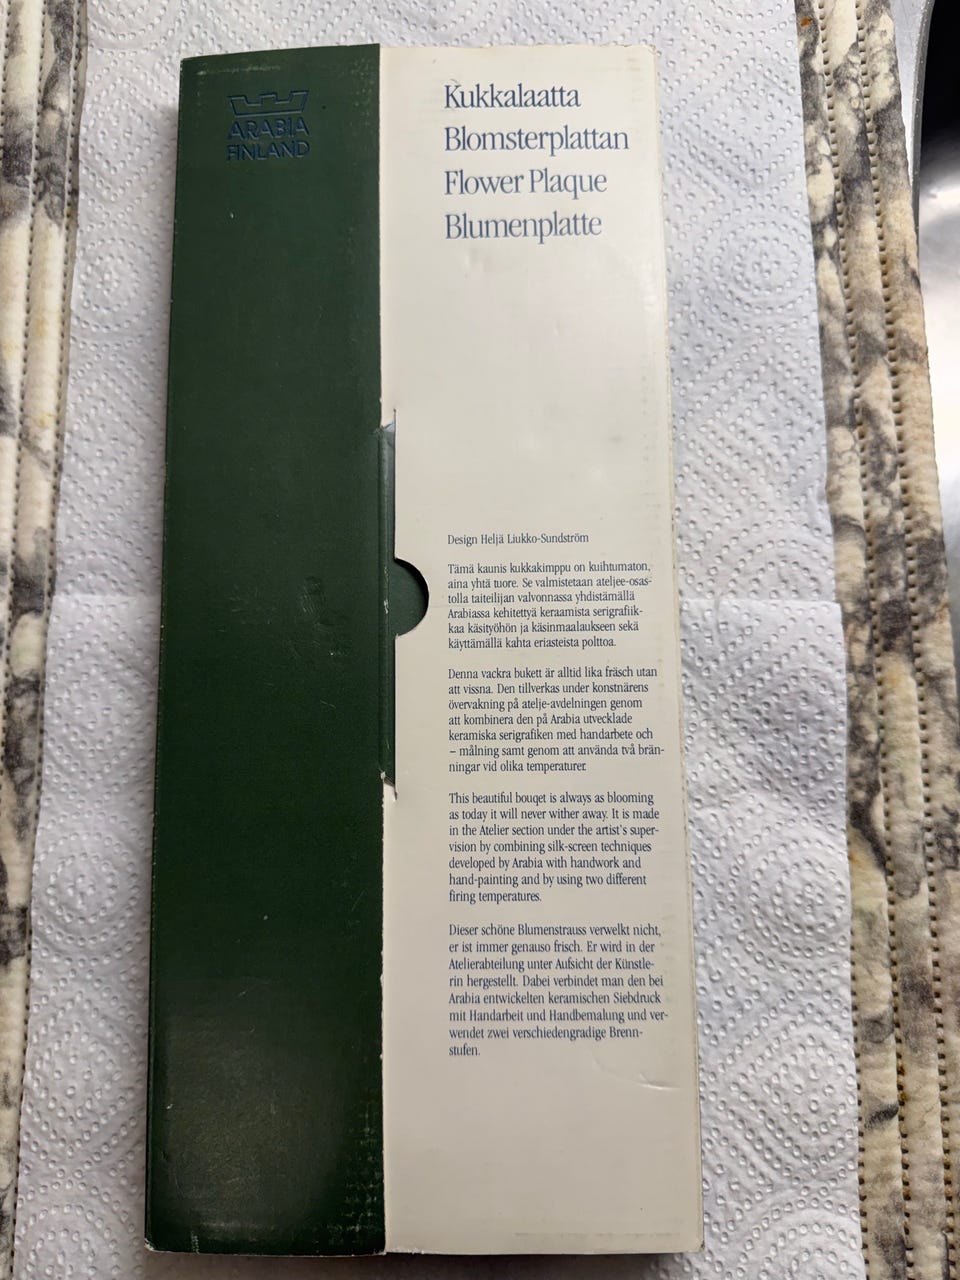 ARABIA
FINLAND
Kukkalaatta
Blomsterplattan
Flower Plaque
Blumenplatte
Design Heljä Liukko-Sundström
Tämä kaunis kukkakimppu on kuihtumaton,
aina yhtä tuore. Se valmistetaan ateljee-osas-
tolla taiteilijan valvonnassa yhdistämällä
Arabiassa kehitettyä keraamista serigrafiik-
kaa käsityöhön ja käsinmaalaukseen sekä
käyttämällä kahta eriasteista polttoa.
Denna vackra bukett är alltid lika fräsch utan
att vissna. Den tillverkas under konstnärens
övervakning på atelje-avdelningen genom
att kombinera den på Arabia utvecklade
keramiska serigrafiken med handarbete och
– målning samt genom att använda två brän-
ningar vid olika temperaturer.
This beautiful bouqet is always as blooming
as today it will never wither away. It is made
in the Atelier section under the artist's super-
vision by combining silk-screen techniques
developed by Arabia with handwork and
hand-painting and by using two different
firing temperatures.
Dieser schöne Blumenstrauss verwelkt nicht,
er ist immer genauso frisch. Er wird in der
Atelierabteilung unter Aufsicht der Künstle-
rin hergestellt. Dabei verbindet man den bei
Arabia entwickelten keramischen Siebdruck
mit Handarbeit und Handbemalung und ver-
wendet zwei verschiedengradige Brenn-
stufen.